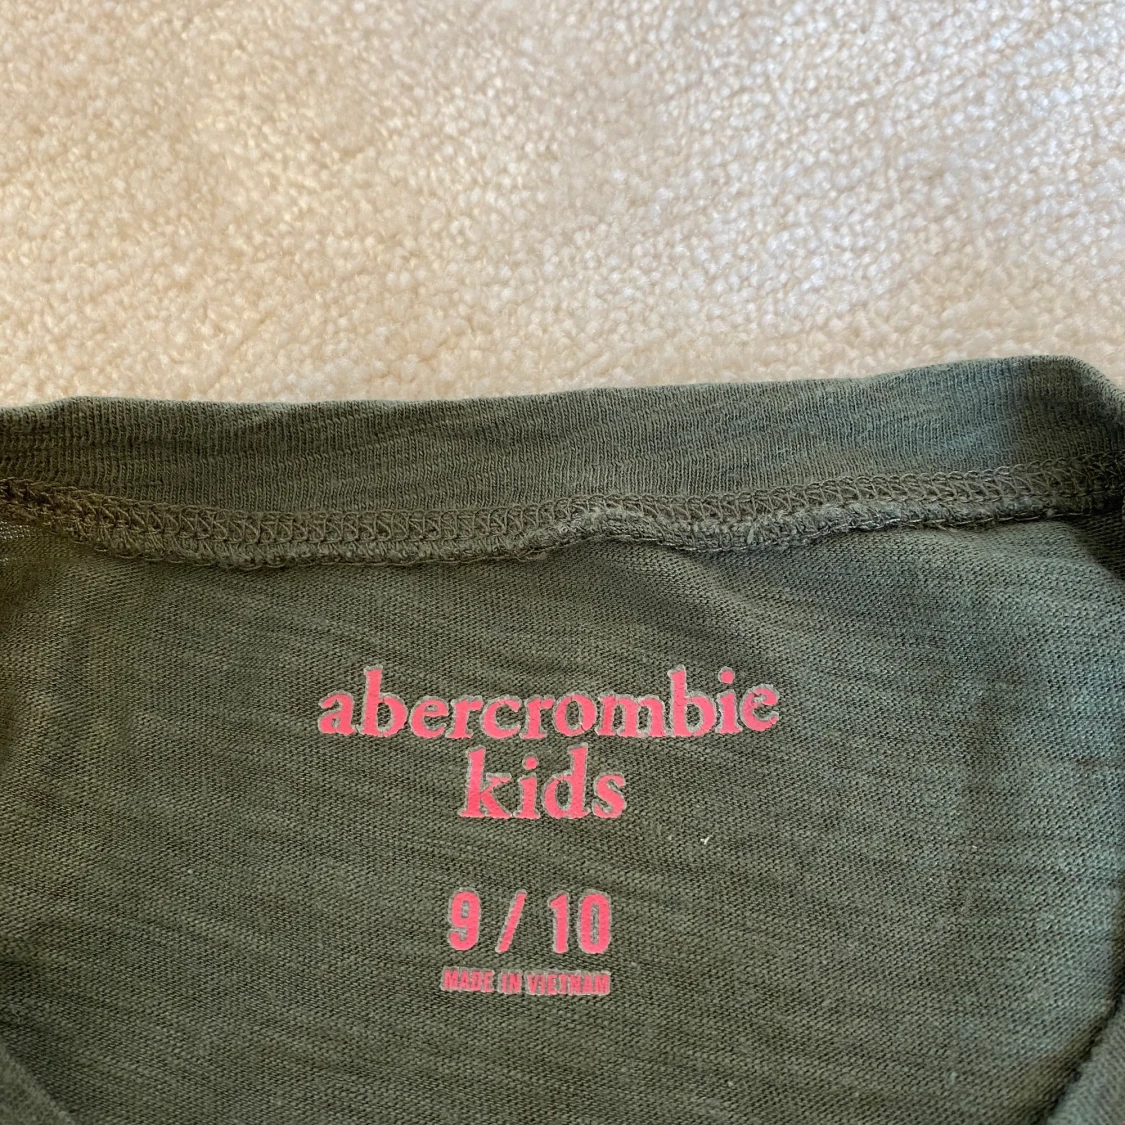 abercrombie
kids
9 / 10
MADE IN VIETNAM